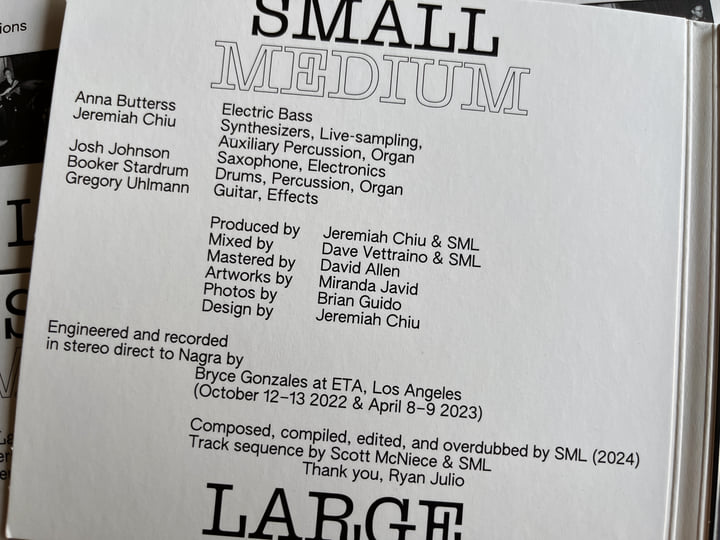 SMALL
MEDIUM
Anna Butterss Electric Bass
Jeremiah Chiu Synthesizers, Live-sampling,
Auxiliary Percussion, Organ
Josh Johnson Saxophone, Electronics
Booker Stardrum Drums, Percussion, Organ
Gregory Uhlmann Guitar, Effects
Produced by Jeremiah Chiu & SML
Mixed by Dave Vettraino & SML
Mastered by David Allen
Artworks by Miranda Javid
Photos by Brian Guido
Design by Jeremiah Chiu
Engineered and recorded
in stereo direct to Nagra by
Bryce Gonzales at ETA, Los Angeles
(October 12–13 2022 & April 8–9 2023)
Composed, compiled, edited, and overdubbed by SML (2024)
Track sequence by Scott McNiece & SML
Thank you, Ryan Julio
LARGE